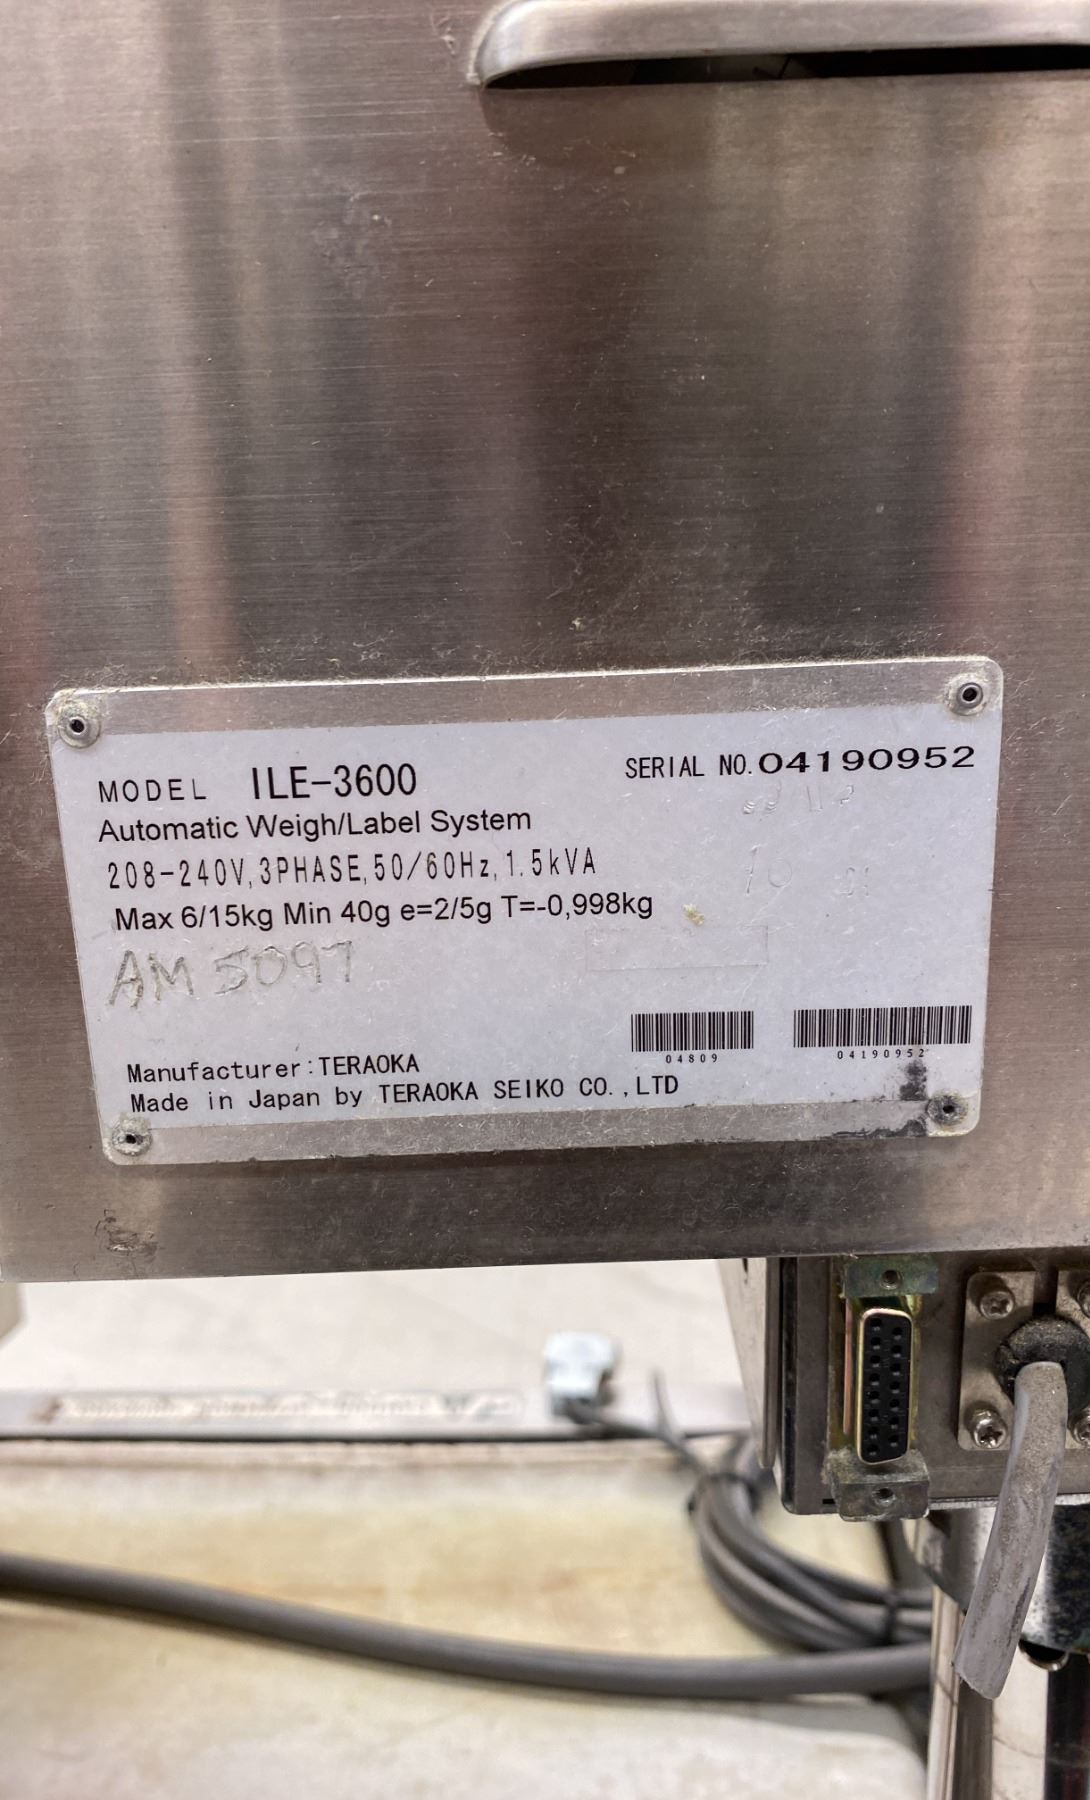 MODEL ILE-3600
SERIAL NO. 04190952
Automatic Weigh/Label System
208-240V, 3PHASE, 50/60Hz, 1.5kVA
Max 6/15kg Min 40g e=2/5g T=-0,998kg
AM 5097
04809
04190952
Manufacturer:TERAOKA
Made in Japan by TERAOKA SEIKO CO.,LTD